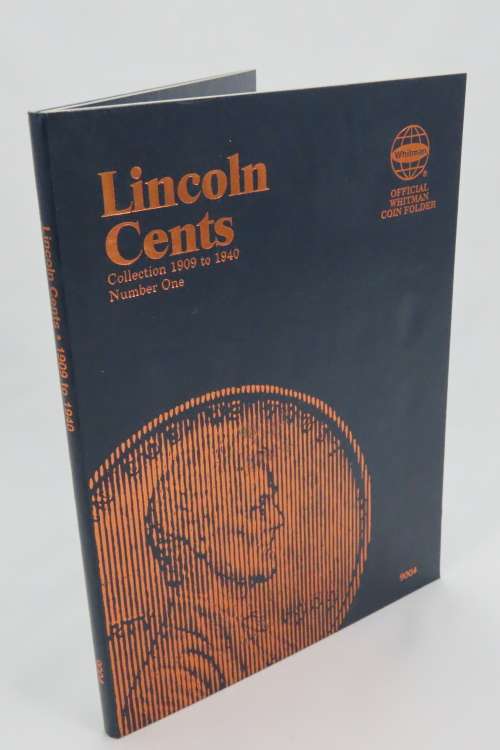 Lincoln
Cents
Collection 1909 to 1940
Number One
Whitman
®
OFFICIAL
WHITMAN
COIN FOLDER
Lincoln Cents • 1909 to 1940
9004
9004